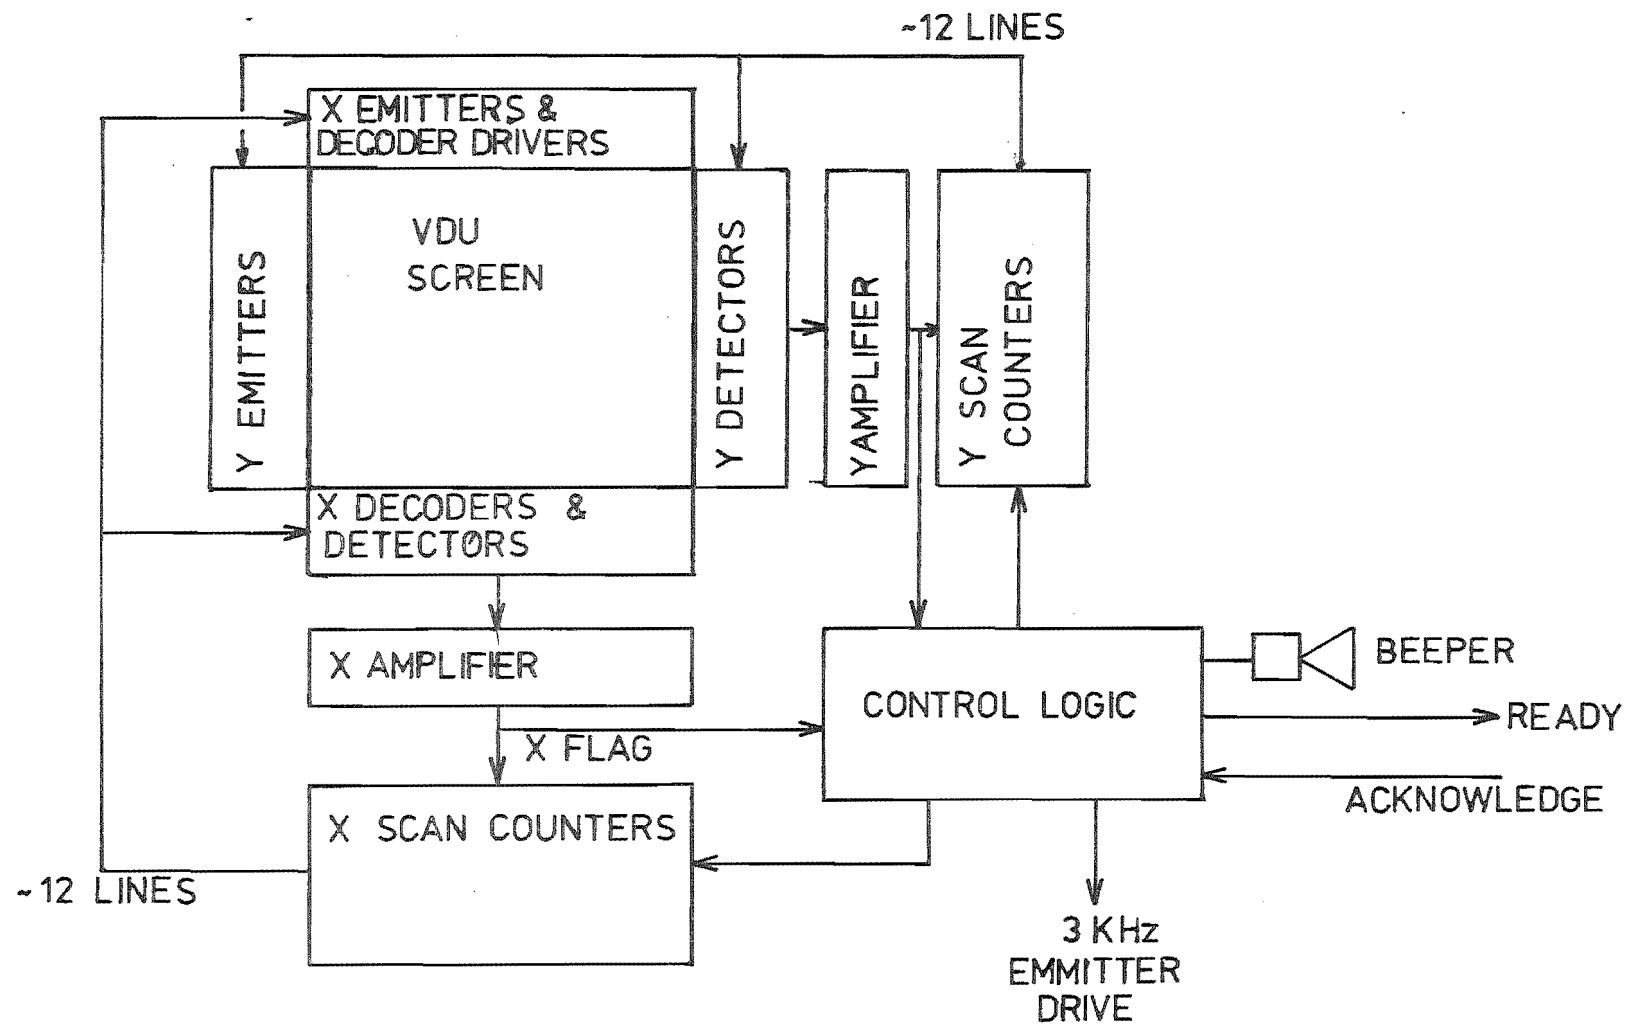 ~12 LINES
X EMITTERS &
DECODER DRIVERS
VDU
SCREEN
Y EMITTERS
Y DETECTORS
Y AMPLIFIER
Y SCAN
COUNTERS
X DECODERS &
DETECTORS
X AMPLIFIER
X FLAG
CONTROL LOGIC
BEEPER
READY
ACKNOWLEDGE
X SCAN COUNTERS
~12 LINES
3 KHz
EMMITTER
DRIVE